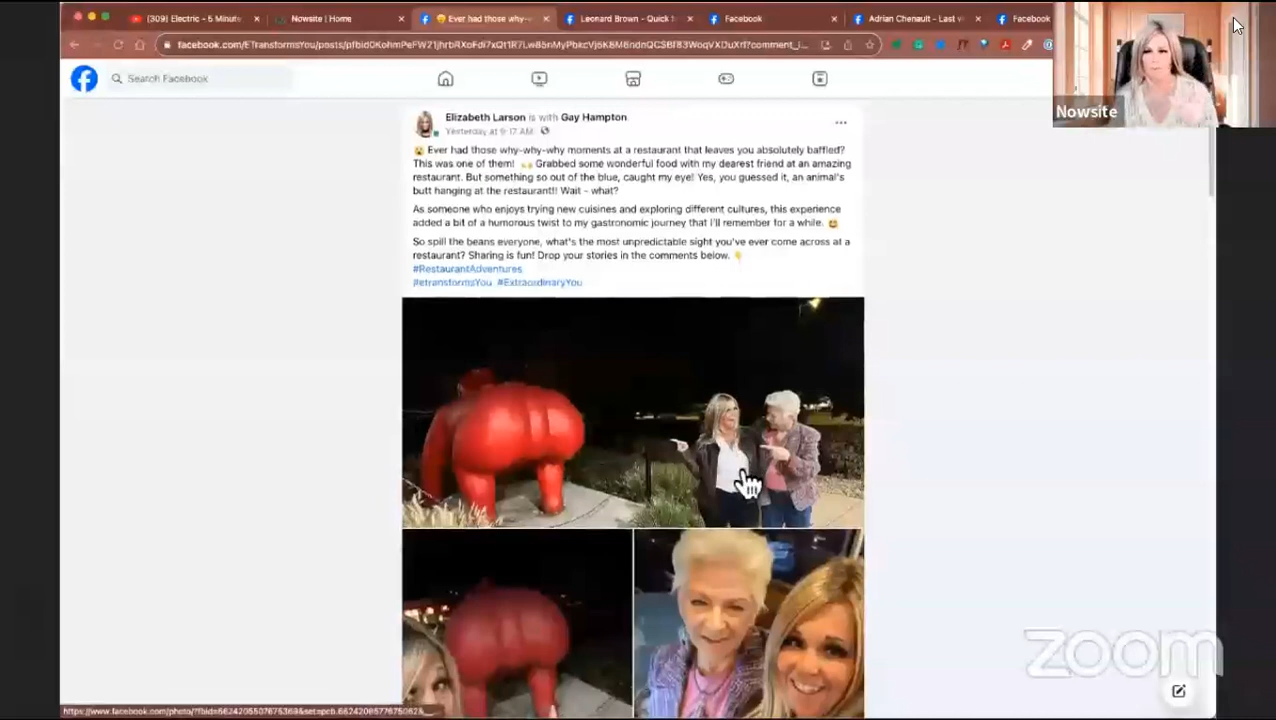 (309) Electric - 5 Minute
Nowsite | Home
Ever had those why-
Leonard Brown - Quick
Facebook
Adrian Chenault - Last
Facebook
Search Facebook
Nowsite
Elizabeth Larson is with Gay Hampton
Yesterday at 9:17 AM
Ever had those why-why-why moments at a restaurant that leaves you absolutely baffled?
This was one of them! Grabbed some wonderful food with my dearest friend at an amazing
restaurant. But something so out of the blue, caught my eye! Yes, you guessed it, an animal's
butt hanging at the restaurant!! Wait - what?
As someone who enjoys trying new cuisines and exploring different cultures, this experience
added a bit of a humorous twist to my gastronomic journey that I'll remember for a while.
So spill the beans everyone, what's the most unpredictable sight you've ever come across at a
restaurant? Sharing is fun! Drop your stories in the comments below.
#RestaurantAdventures
#etransformsYou #ExtraordinaryYou
zoom